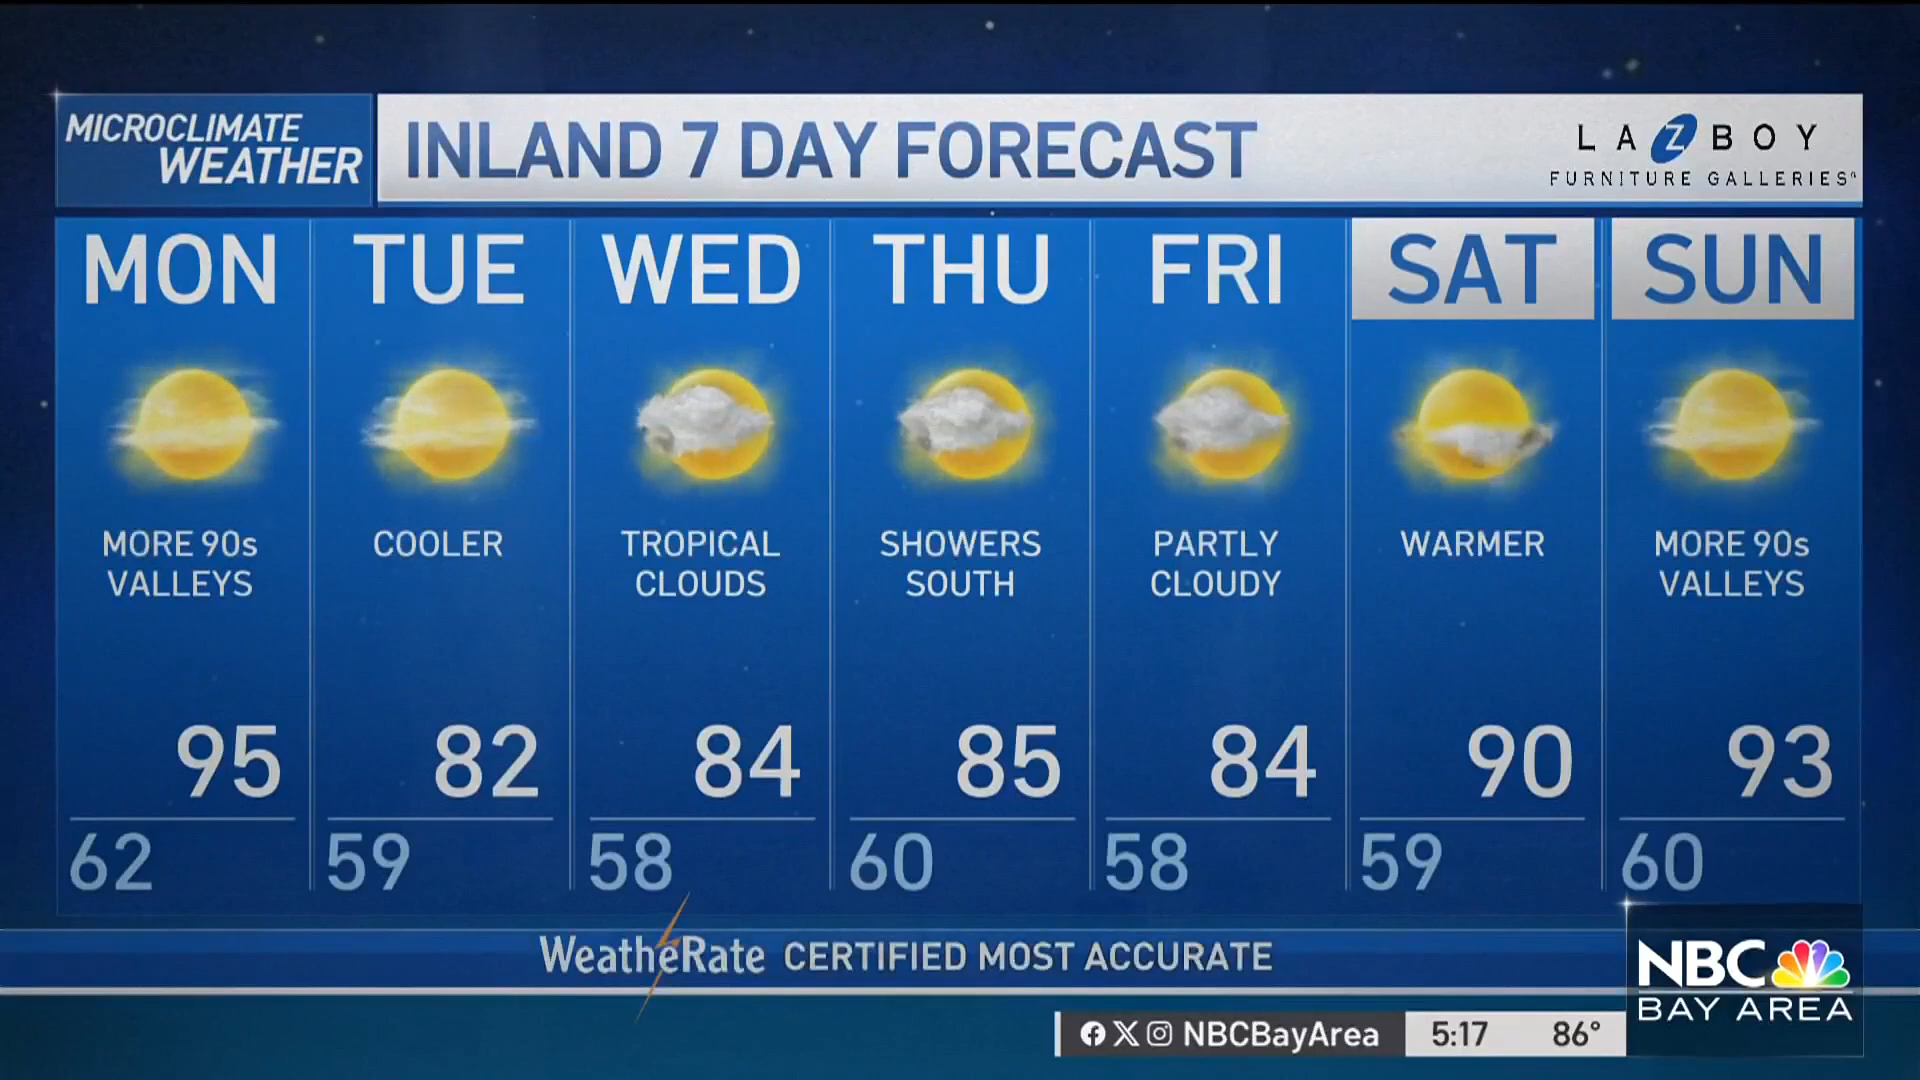 MICROCLIMATE
WEATHER
INLAND 7 DAY FORECAST
LA Z BOY
FURNITURE GALLERIES®
MON TUE WED THU FRI SAT SUN
MORE 90s COOLER TROPICAL SHOWERS PARTLY WARMER MORE 90s
VALLEYS CLOUDS SOUTH CLOUDY VALLEYS
95 82 84 85 84 90 93
62 59 58 60 58 59 60
WeatheRate CERTIFIED MOST ACCURATE
NBC
BAY AREA
NBCBayArea 5:17 86°